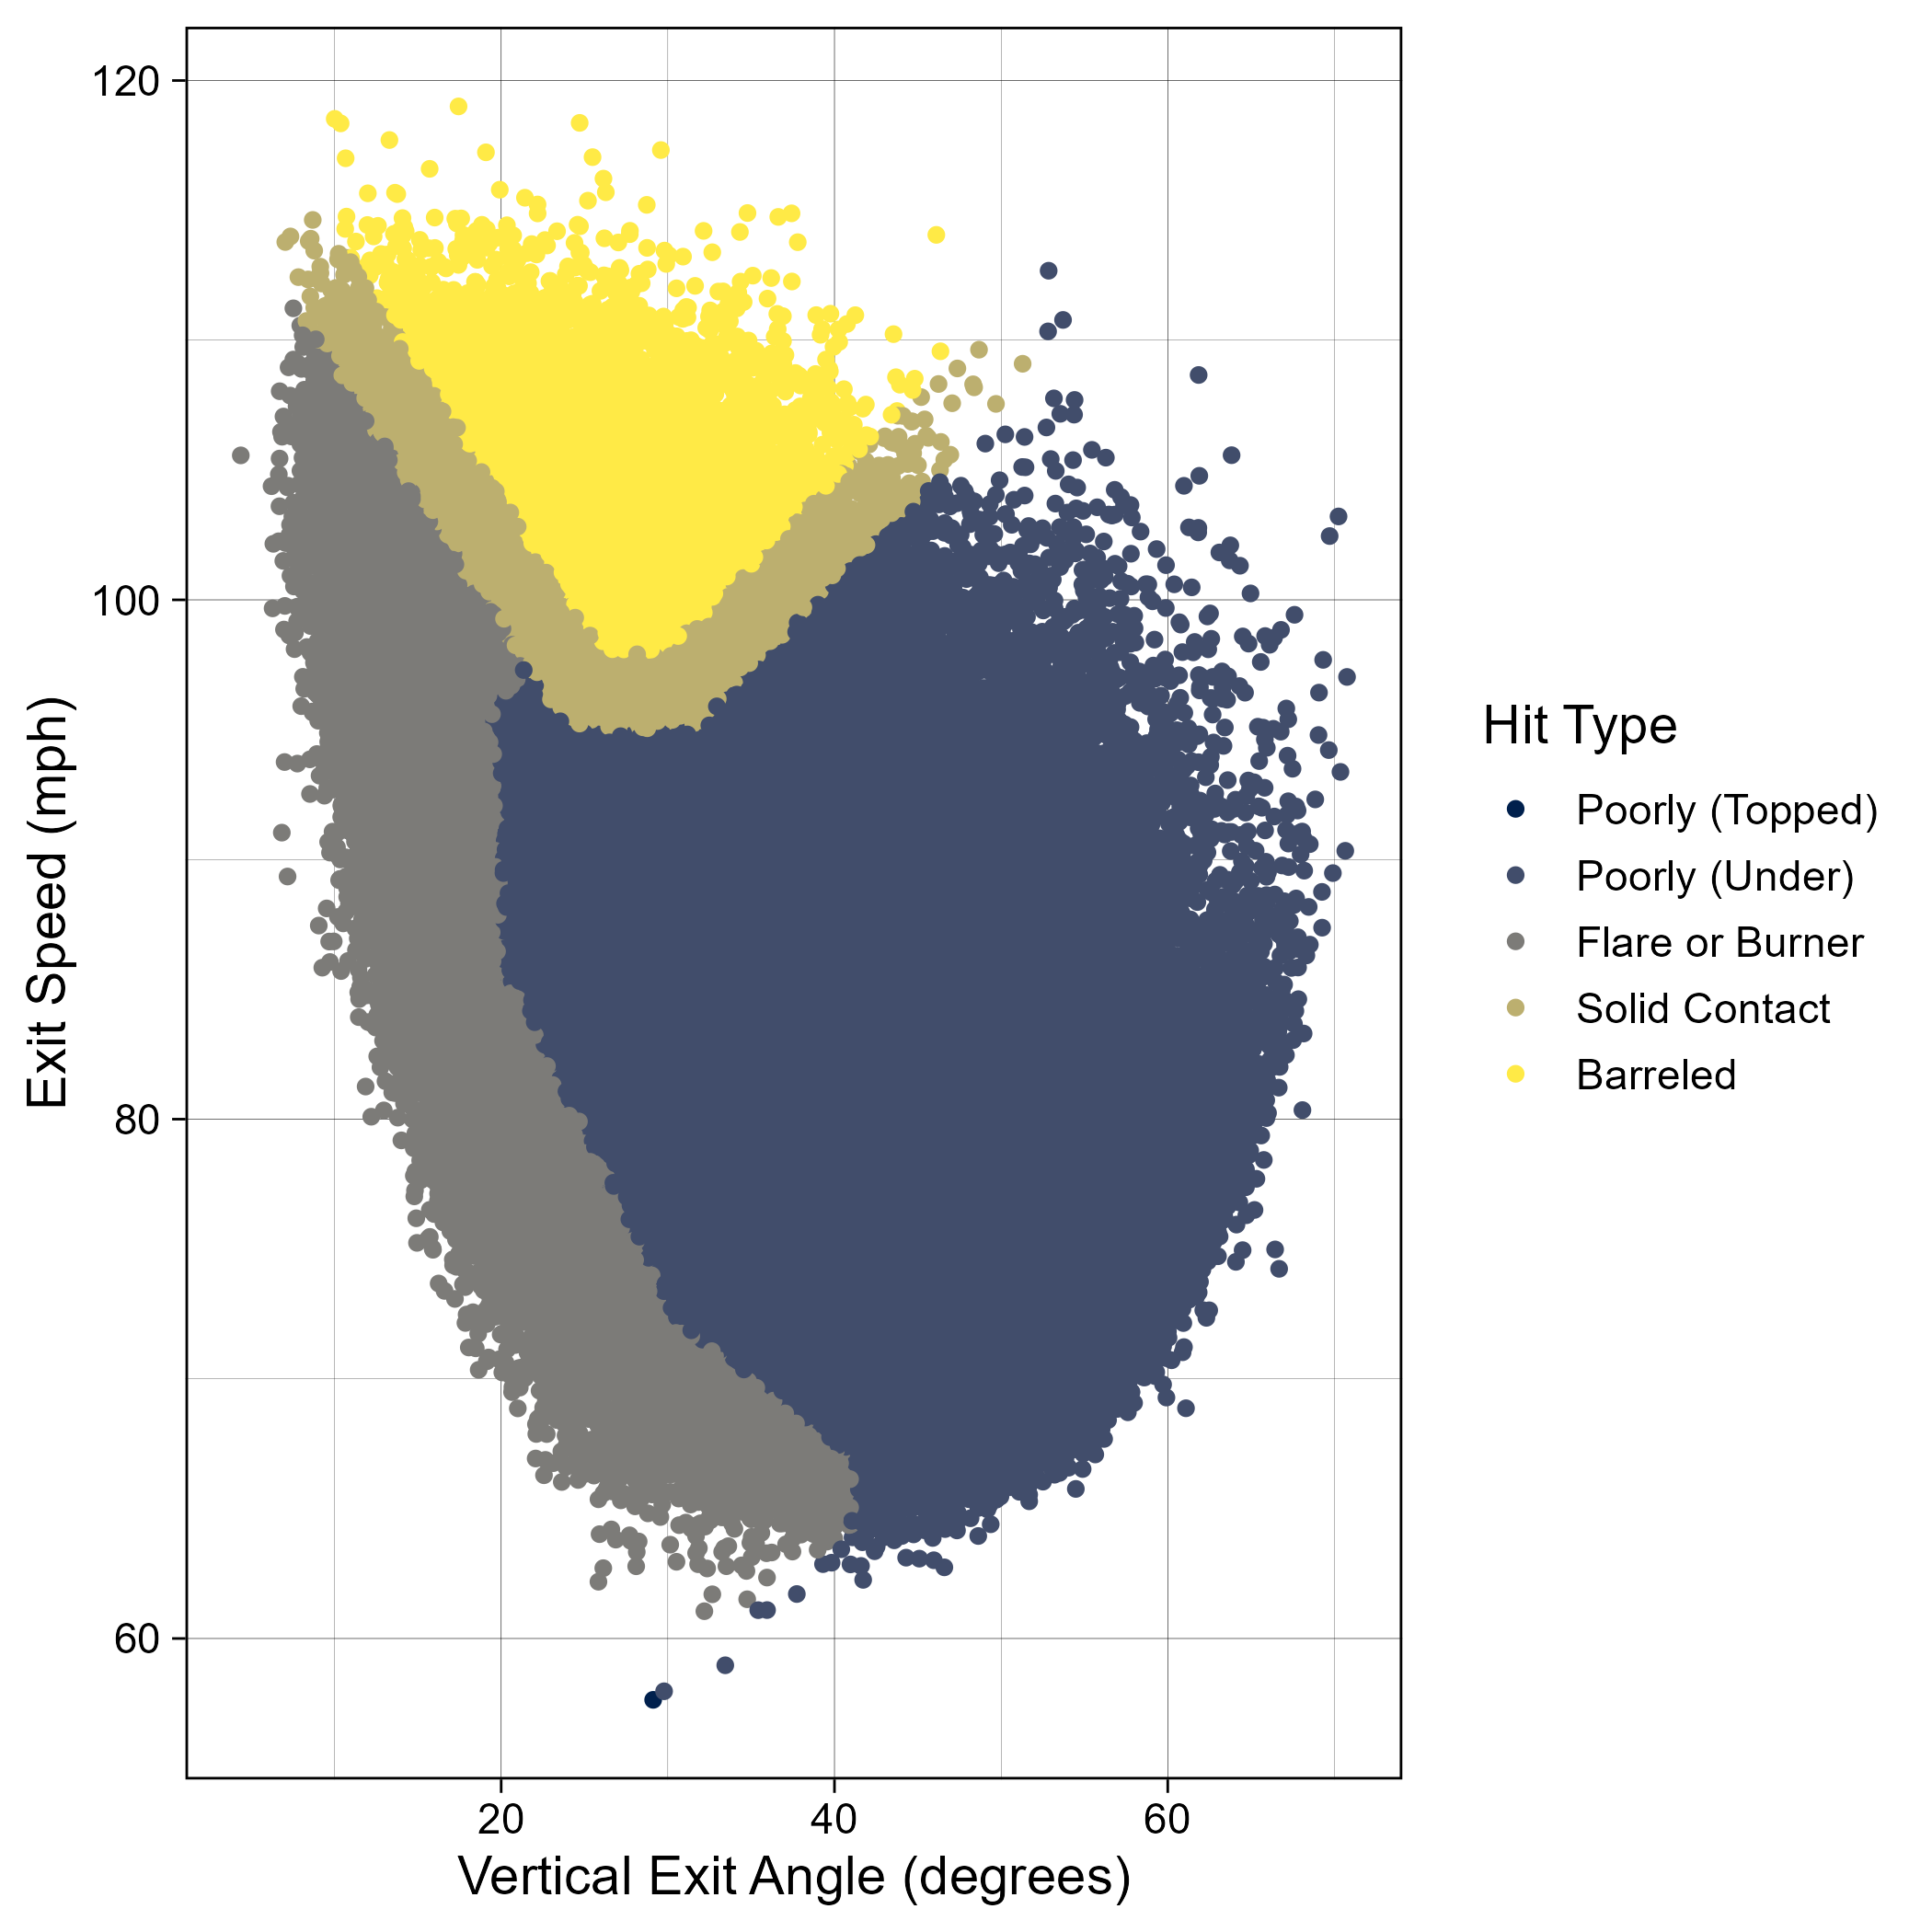 120
100
80
60
Exit Speed (mph)
20 40 60
Vertical Exit Angle (degrees)
Hit Type
Poorly (Topped)
Poorly (Under)
Flare or Burner
Solid Contact
Barreled